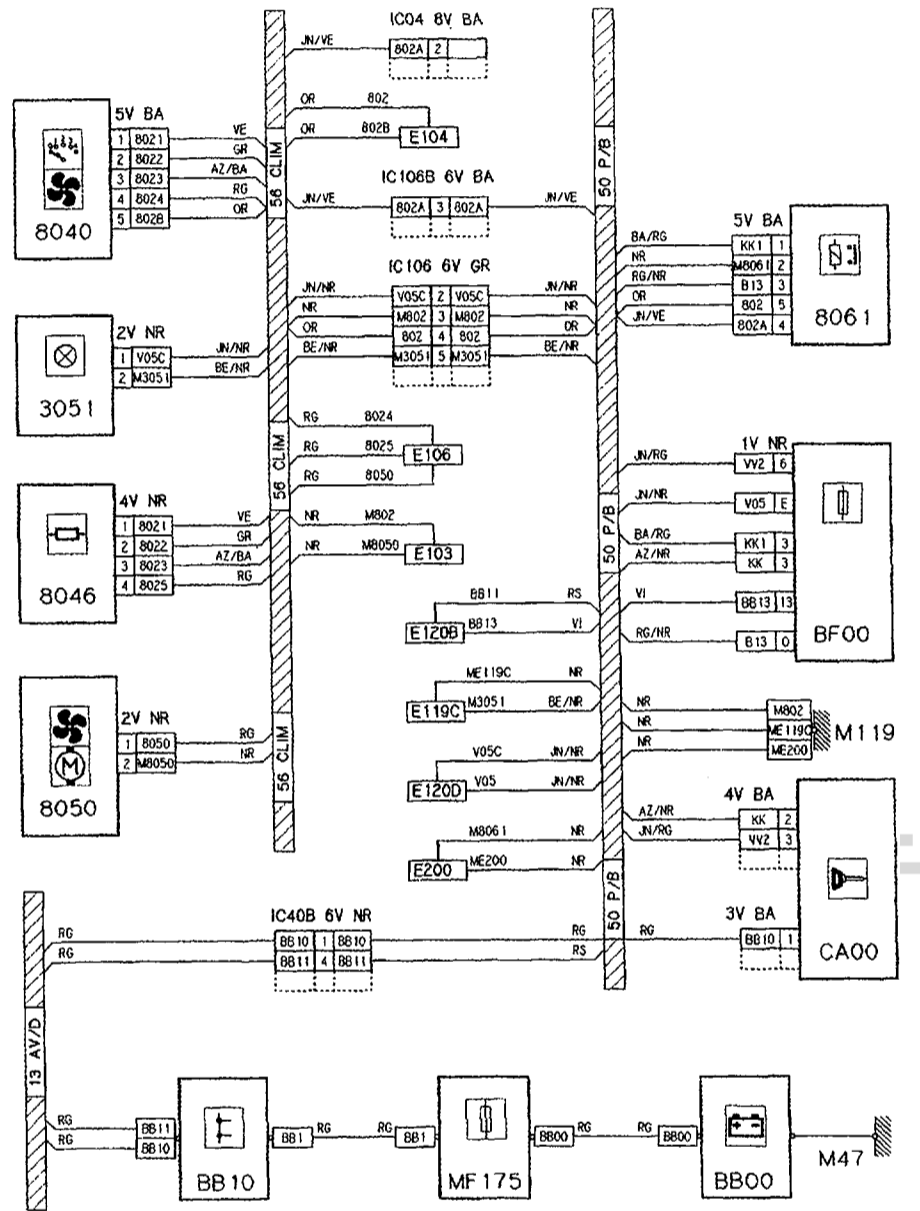 IC04 8V BA
JN/VE 802A 2
OR 802
OR 802B
E104
5V BA
1 8021 VE
2 8022 GR
3 8023 AZ/BA
4 8024 RG
5 802B OR
8040
56 CLIM
50 P/B
IC106B 6V BA
JN/VE 802A 3 802A JN/VE
5V BA
BA/RG KK1 1
NR M8061 2
RG/NR B13 3
OR 802 5
JN/VE 802A 4
8061
IC106 6V GR
JN/NR V05C 2 V05C JN/NR
NR M802 3 M802 NR
OR 802 4 802 OR
BE/NR M3051 5 M3051 BE/NR
2V NR
1 V05C JN/NR
2 M3051 BE/NR
3051
RG 8024
RG 8025
E106
RG 8050
56 CLIM
NR M802
NR M8050
E103
4V NR
1 8021 VE
2 8022 GR
3 8023 AZ/BA
4 8025 RG
8046
1V NR
JN/RG VV2 6
JN/NR V05 E
BA/RG KK1 3
AZ/NR KK 3
VI BB13 13
RG/NR B13 0
BF00
50 P/B
BB11 RS
BB13 VI
E120B
ME119C NR
M3051 BE/NR
E119C
V05C JN/NR
V05 JN/NR
E120D
M8061 NR
ME200 NR
E200
NR M802
NR ME119C
NR ME200
M119
2V NR
1 8050 RG
2 M8050 NR
8050
56 CLIM
4V BA
AZ/NR KK 2
JN/RG VV2 3
3V BA
RG BB10 1
CA00
50 P/B
IC40B 6V NR
RG BB10 1 BB10 RG
RG BB11 4 BB11 RS
13 AV/D
RG BB11
RG BB10
BB10
BB1 RG RG BB1
MF175
BB00 RG RG BB00
BB00
M47